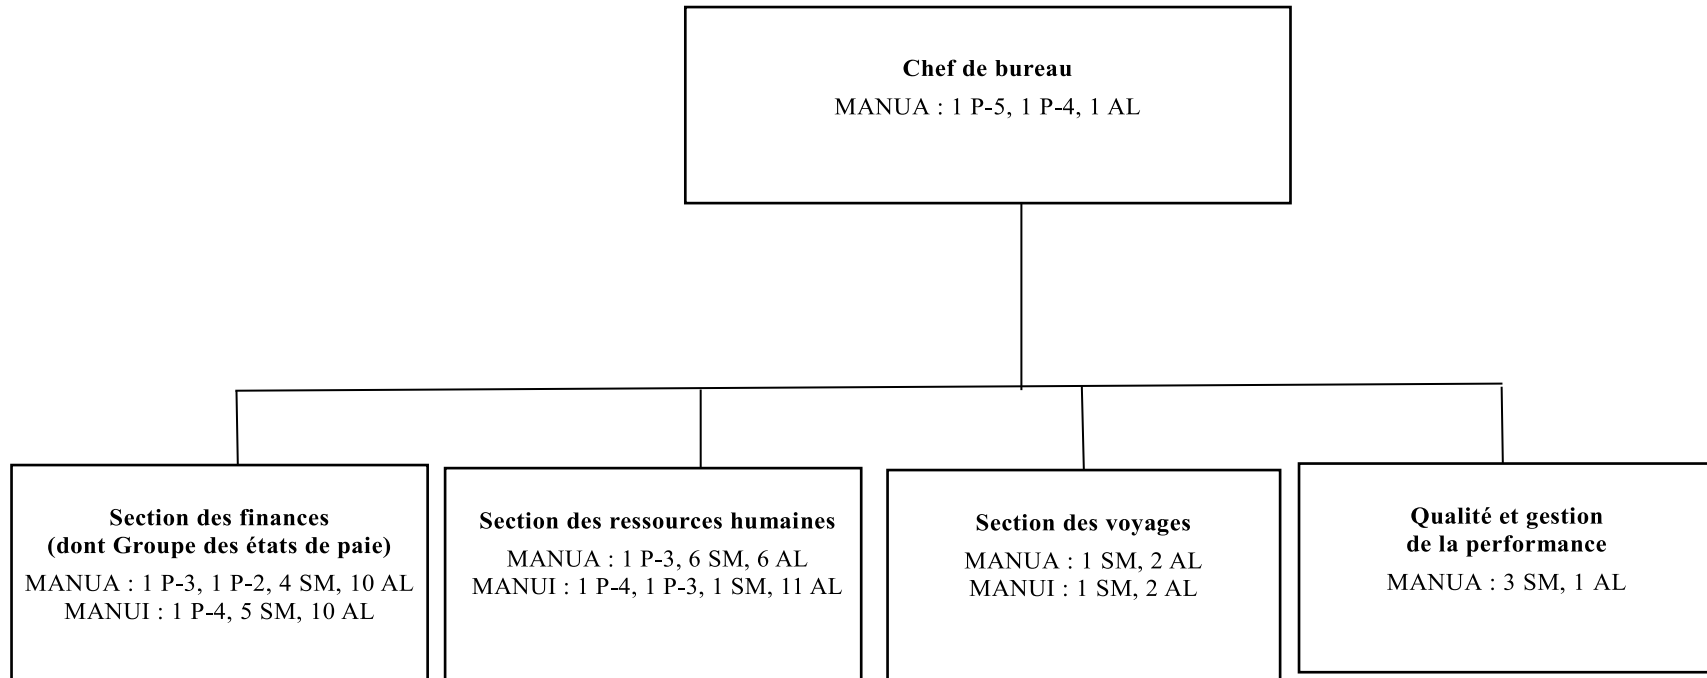 Chef de bureau
MANUA : 1 P-5, 1 P-4, 1 AL
Section des finances
(dont Groupe des états de paie)
MANUA : 1 P-3, 1 P-2, 4 SM, 10 AL
MANUI : 1 P-4, 5 SM, 10 AL
Section des ressources humaines
MANUA : 1 P-3, 6 SM, 6 AL
MANUI : 1 P-4, 1 P-3, 1 SM, 11 AL
Section des voyages
MANUA : 1 SM, 2 AL
MANUI : 1 SM, 2 AL
Qualité et gestion
de la performance
MANUA : 3 SM, 1 AL